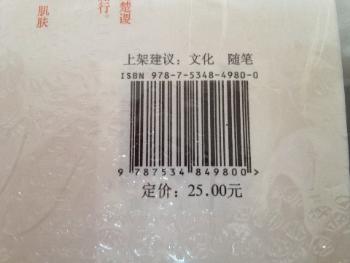 楚谡
行。
肌肤
上架建议：文化 随笔
ISBN 978-7-5348-4980-0
9 787534 849800 >
定价：25.00元